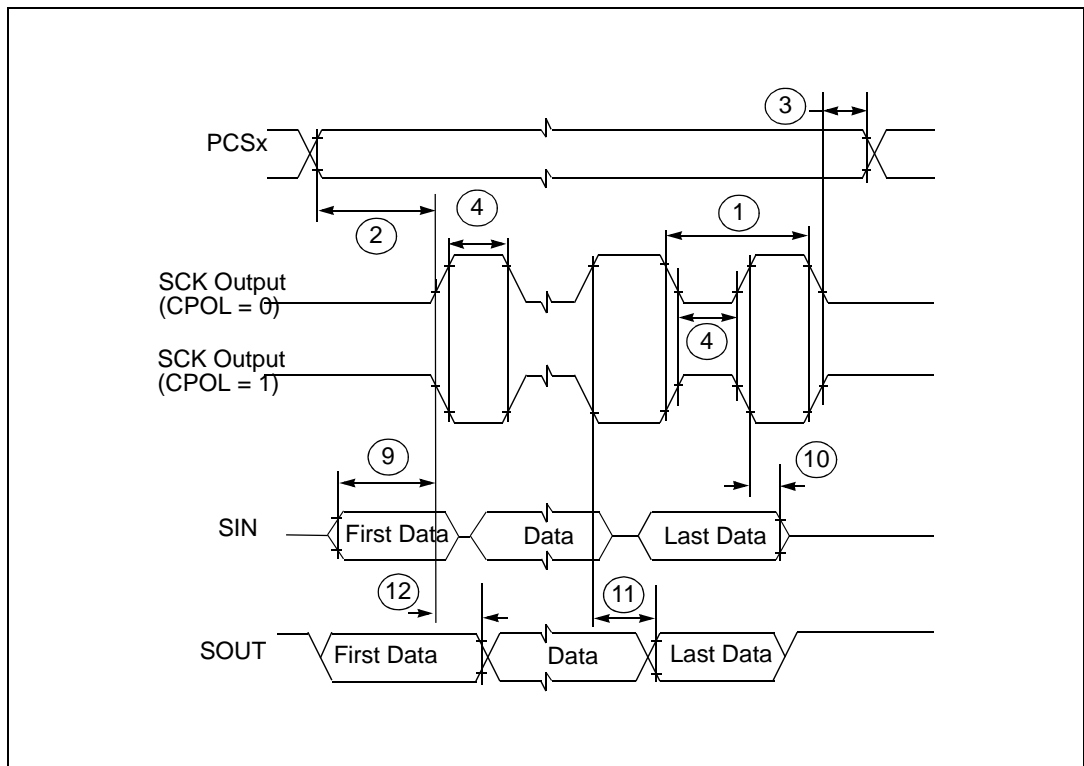 3
PCSx
2
4
1
SCK Output
(CPOL = 0)
4
SCK Output
(CPOL = 1)
9
10
SIN
First Data
Data
Last Data
12
11
SOUT
First Data
Data
Last Data